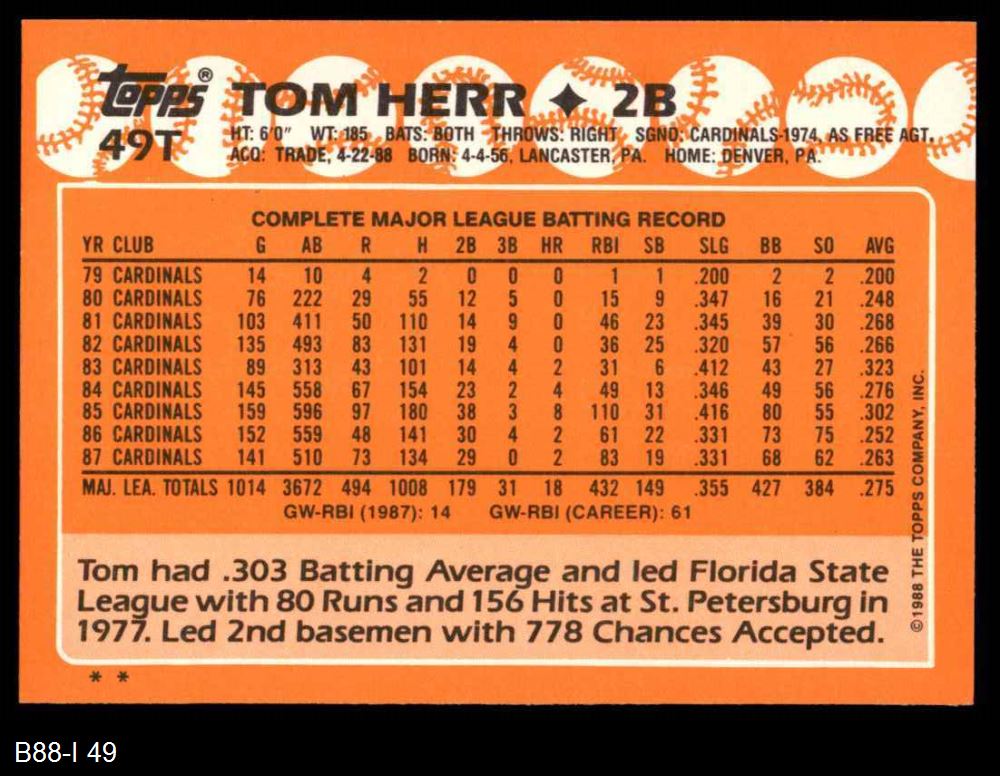 topps® TOM HERR ✦ 2B
49T
HT: 6'0" WT: 185 BATS: BOTH THROWS: RIGHT SGND: CARDINALS-1974, AS FREE AGT.
ACQ: TRADE, 4-22-88 BORN: 4-4-56, LANCASTER, PA. HOME: DENVER, PA.
COMPLETE MAJOR LEAGUE BATTING RECORD
YR CLUB G AB R H 2B 3B HR RBI SB SLG BB SO AVG
79 CARDINALS 14 10 4 2 0 0 0 1 1 .200 2 2 .200
80 CARDINALS 76 222 29 55 12 5 0 15 9 .347 16 21 .248
81 CARDINALS 103 411 50 110 14 9 0 46 23 .345 39 30 .268
82 CARDINALS 135 493 83 131 19 4 0 36 25 .320 57 56 .266
83 CARDINALS 89 313 43 101 14 4 2 31 6 .412 43 27 .323
84 CARDINALS 145 558 67 154 23 2 4 49 13 .346 49 56 .276
85 CARDINALS 159 596 97 180 38 3 8 110 31 .416 80 55 .302
86 CARDINALS 152 559 48 141 30 4 2 61 22 .331 73 75 .252
87 CARDINALS 141 510 73 134 29 0 2 83 19 .331 68 62 .263
MAJ. LEA. TOTALS 1014 3672 494 1008 179 31 18 432 149 .355 427 384 .275
GW-RBI (1987): 14 GW-RBI (CAREER): 61
Tom had .303 Batting Average and led Florida State
League with 80 Runs and 156 Hits at St. Petersburg in
1977. Led 2nd basemen with 778 Chances Accepted.
©1988 THE TOPPS COMPANY, INC.
* *
B88-I 49